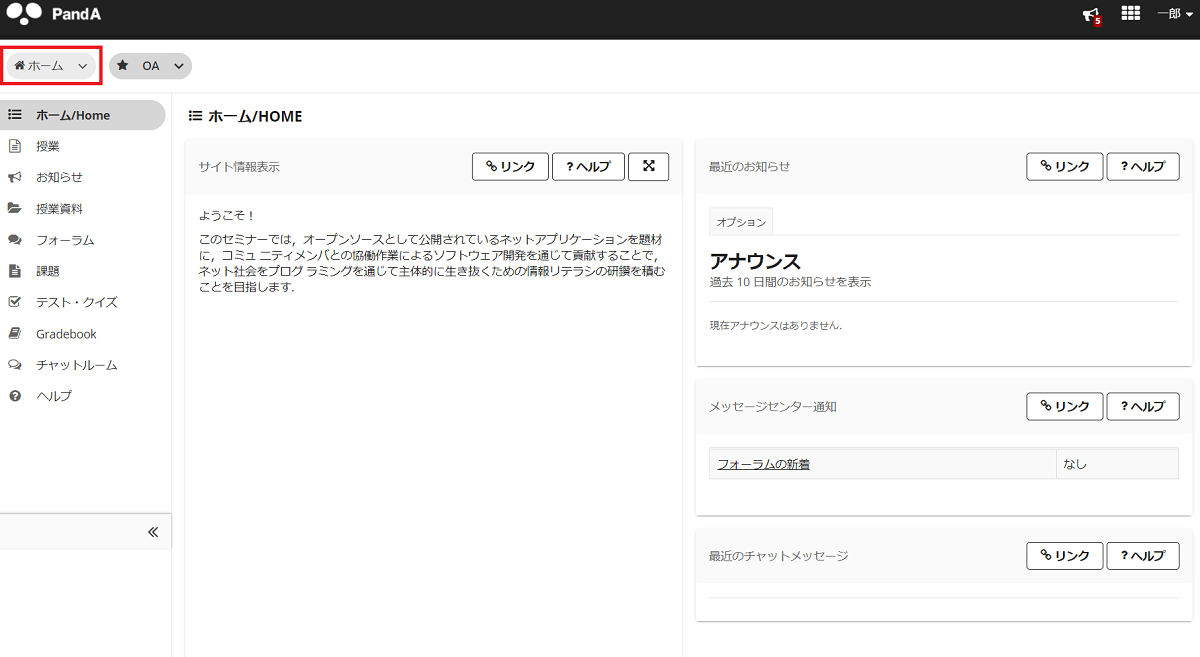 PandA
5
一郎
ホーム
OA
ホーム/Home
授業
お知らせ
授業資料
フォーラム
課題
テスト・クイズ
Gradebook
チャットルーム
ヘルプ
ホーム/HOME
サイト情報表示
リンク
? ヘルプ
ようこそ！
このセミナーでは，オープンソースとして公開されているネットアプリケーションを題材
に，コミュ ニティメンバとの協働作業によるソフトウェア開発を通じて貢献することで，
ネット社会をプログ ラミングを通じて主体的に生き抜くための情報リテラシの研鑽を積む
ことを目指します．
最近のお知らせ
リンク
? ヘルプ
オプション
アナウンス
過去 10 日間のお知らせを表示
現在アナウンスはありません.
メッセージセンター通知
リンク
? ヘルプ
フォーラムの新着
なし
最近のチャットメッセージ
リンク
? ヘルプ